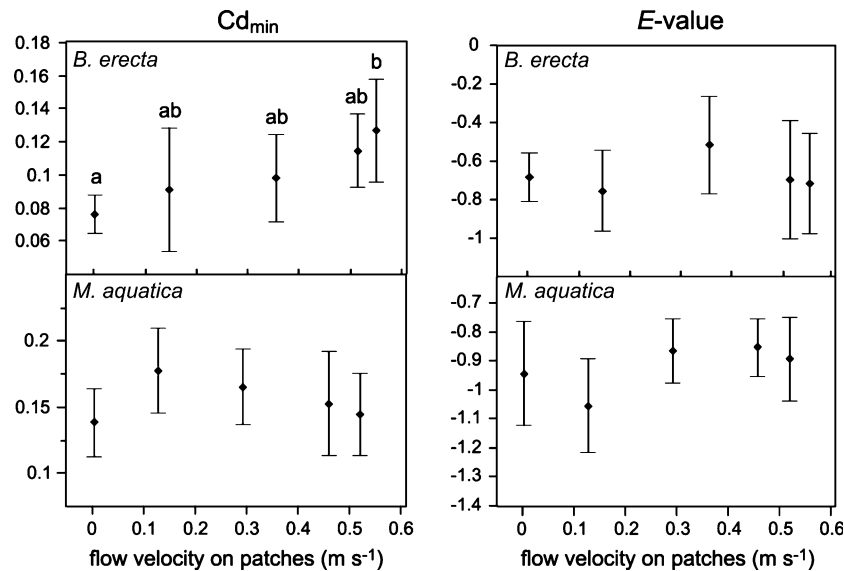 Cdmin
E-value
0.18
0.16
0.14
0.12
0.1
0.08
0.06
B. erecta
a
ab
ab
ab
b
0
-0.2
-0.4
-0.6
-0.8
-1
B. erecta
0.2
0.15
0.1
M. aquatica
0 0.1 0.2 0.3 0.4 0.5 0.6
flow velocity on patches (m s-1)
-0.7
-0.8
-0.9
-1
-1.1
-1.2
-1.3
-1.4
M. aquatica
0 0.1 0.2 0.3 0.4 0.5 0.6
flow velocity on patches (m s-1)